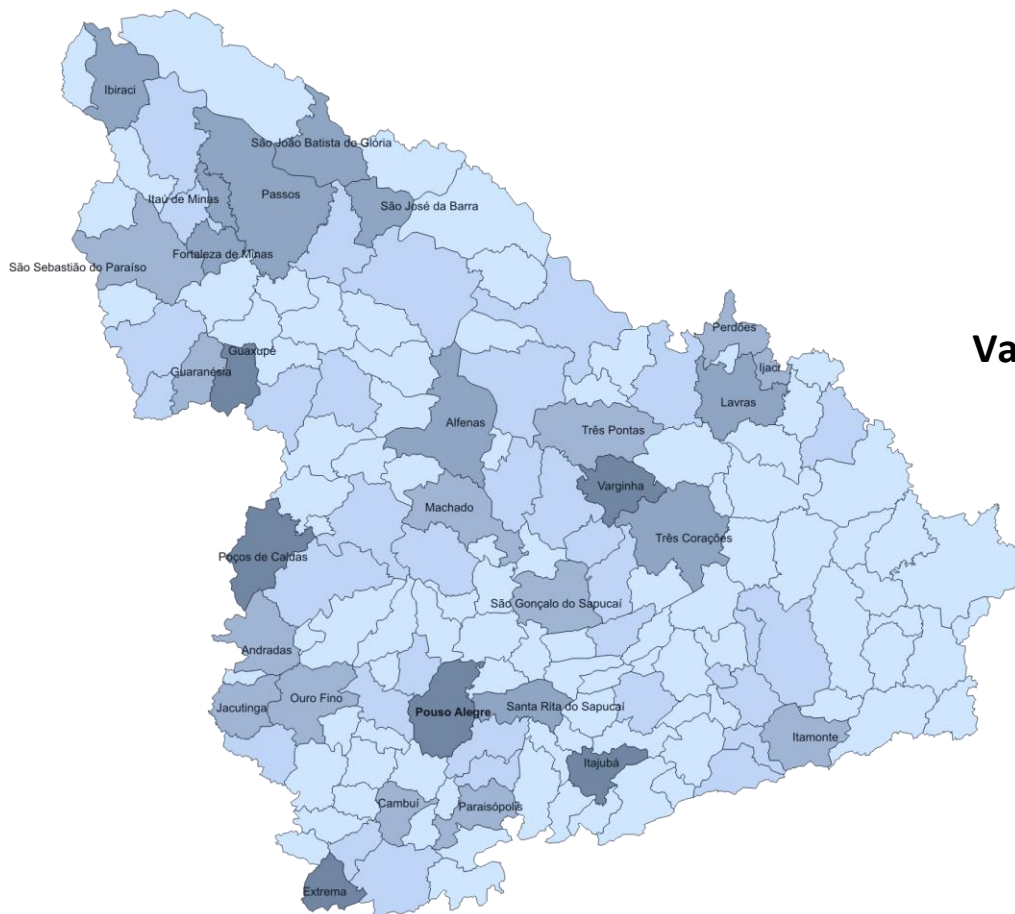 Ibiraci
São João Batista do Glória
Itaú de Minas
Passos
São José da Barra
Fortaleza de Minas
São Sebastião do Paraíso
Perdões
Va
Guaxupé
Guaranésia
Ijacr
Lavras
Alfenas
Três Pontas
Varginha
Machado
Três Corações
Poços de Caldas
São Gonçalo do Sapucaí
Andradas
Ouro Fino
Jacutinga
Pouso Alegre
Santa Rita do Sapucaí
Itamonte
Itajubá
Cambuí
Paraisópolis
Extrema